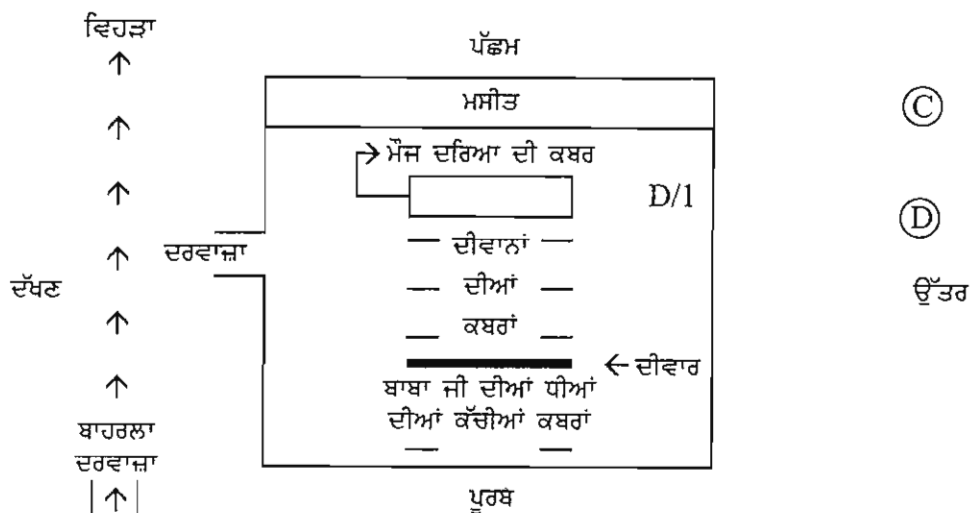 ਵਿਹੜਾ
ਪੱਛਮ
ਮਸੀਤ
Ⓒ
ਮੌਜ ਦਰਿਆ ਦੀ ਕਬਰ
D/1
Ⓓ
ਦਰਵਾਜ਼ਾ
ਦੀਵਾਨਾਂ
ਦੱਖਣ
ਦੀਆਂ
ਉੱਤਰ
ਕਬਰਾਂ
ਦੀਵਾਰ
ਬਾਬਾ ਜੀ ਦੀਆਂ ਧੀਆਂ
ਦੀਆਂ ਕੱਚੀਆਂ ਕਬਰਾਂ
ਬਾਹਰਲਾ
ਦਰਵਾਜ਼ਾ
ਪੂਰਬ